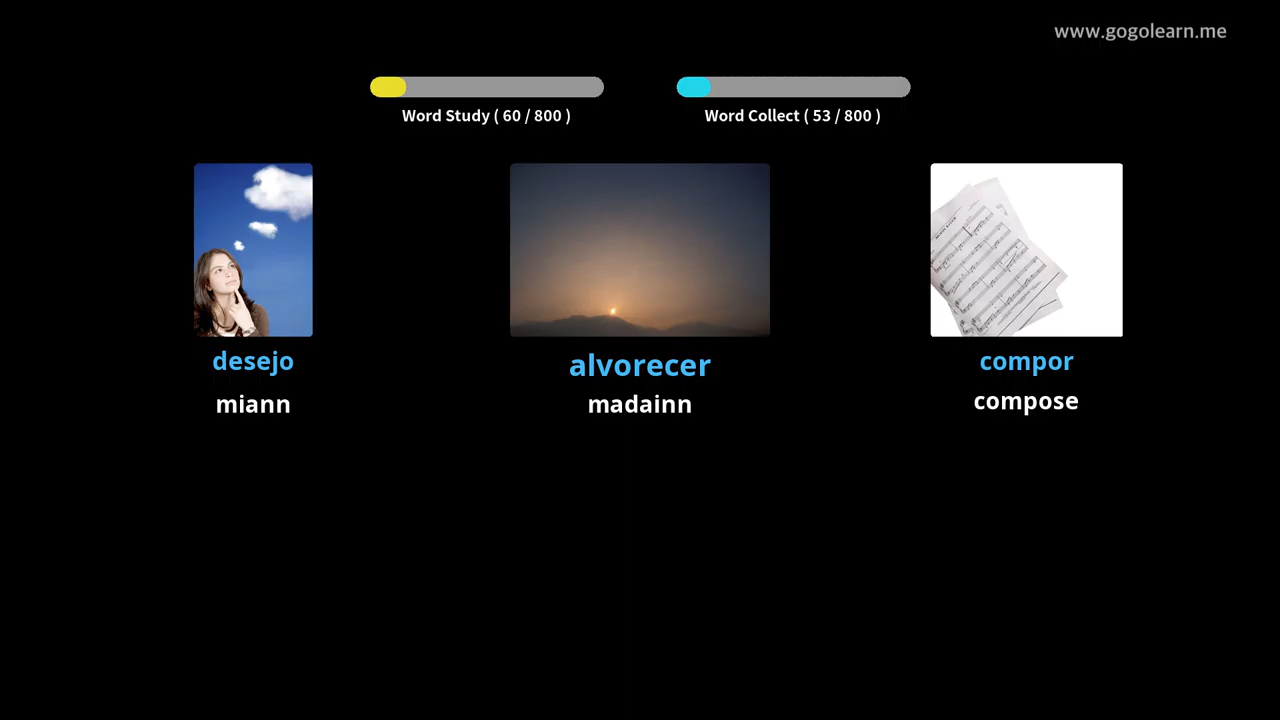 www.gogolearn.me
Word Study ( 60 / 800 )
Word Collect ( 53 / 800 )
desejo
alvorecer
compor
miann
madainn
compose